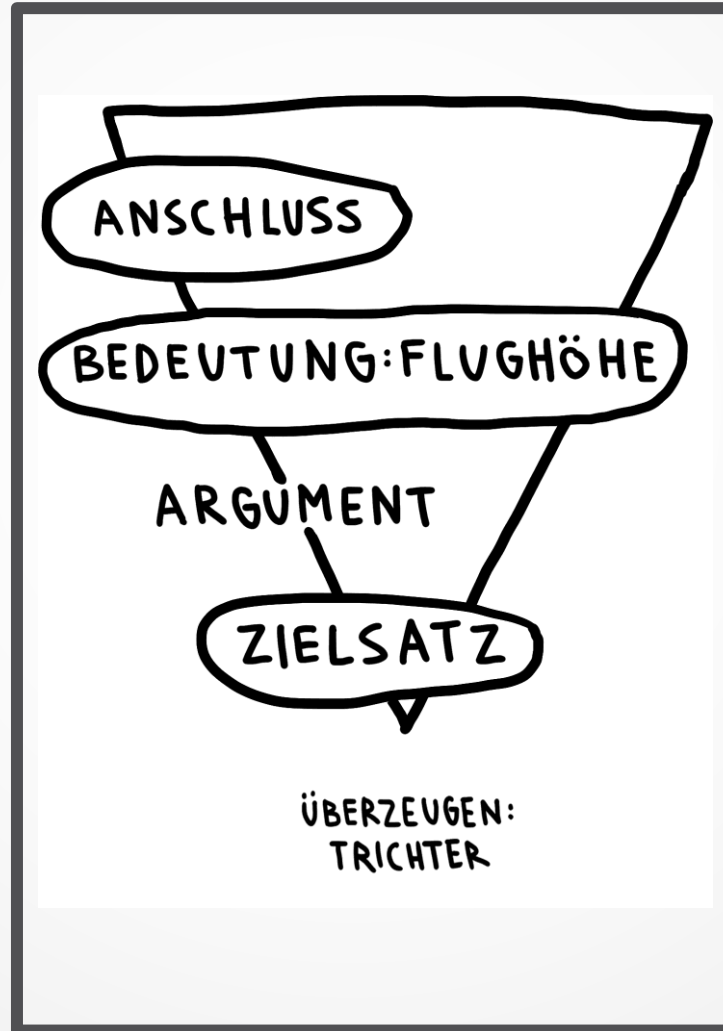 ANSCHLUSS
BEDEUTUNG:FLUGHÖHE
ARGUMENT
ZIELSATZ
ÜBERZEUGEN:
TRICHTER